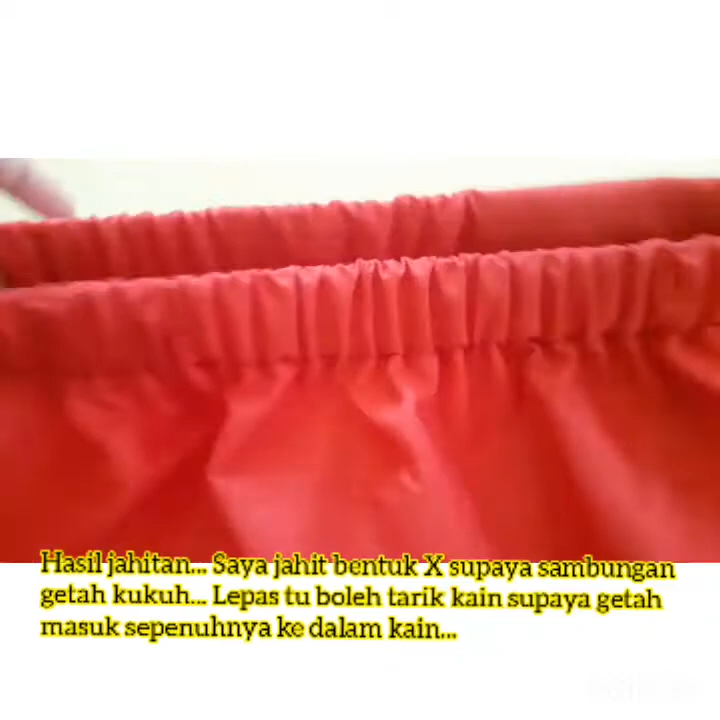 Hasil jahitan... Saya jahit bentuk X supaya sambungan
getah kukuh... Lepas tu boleh tarik kain supaya getah
masuk sepenuhnya ke dalam kain...